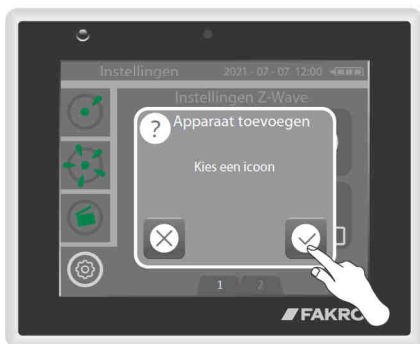 Instellingen 2021-07-07 12:00
Instellingen Z-Wave
? Apparaat toevoegen
Kies een icoon
1 2
FAKRO